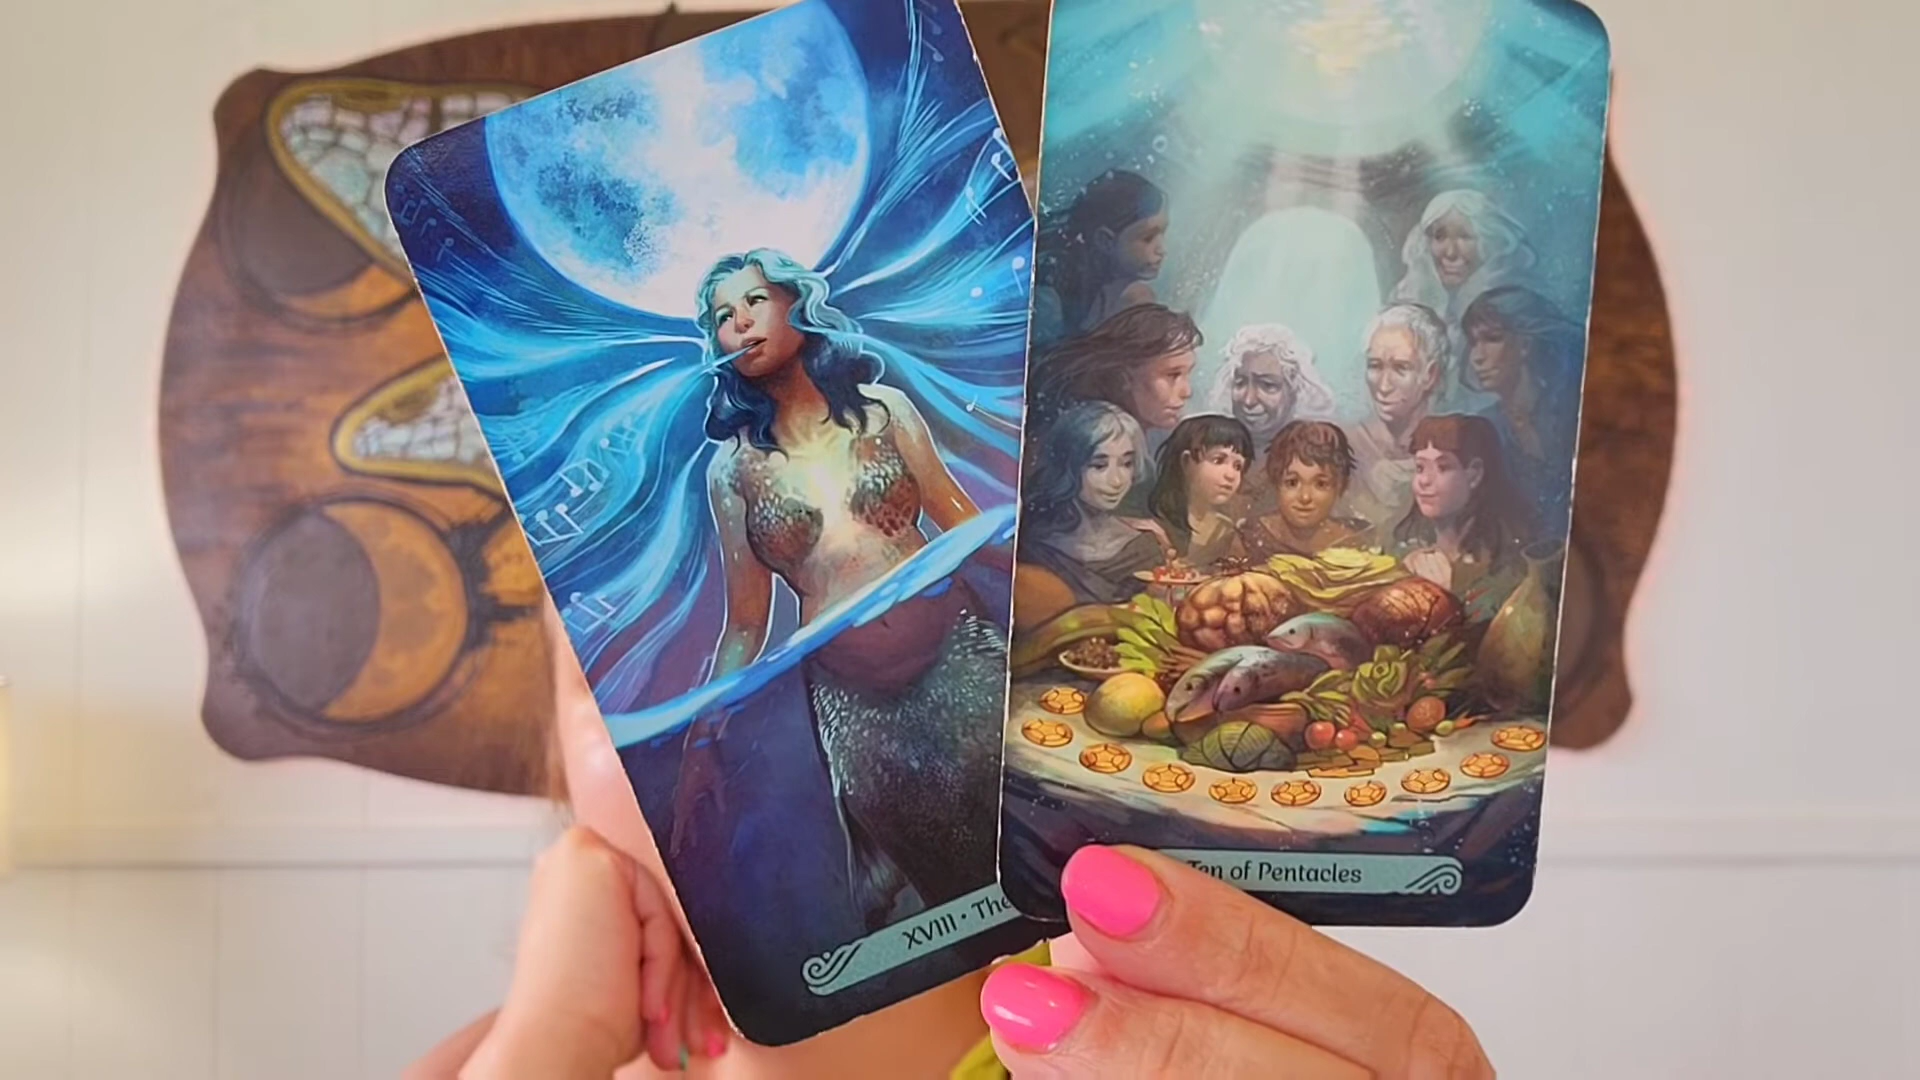 XVIII • The
Ten of Pentacles